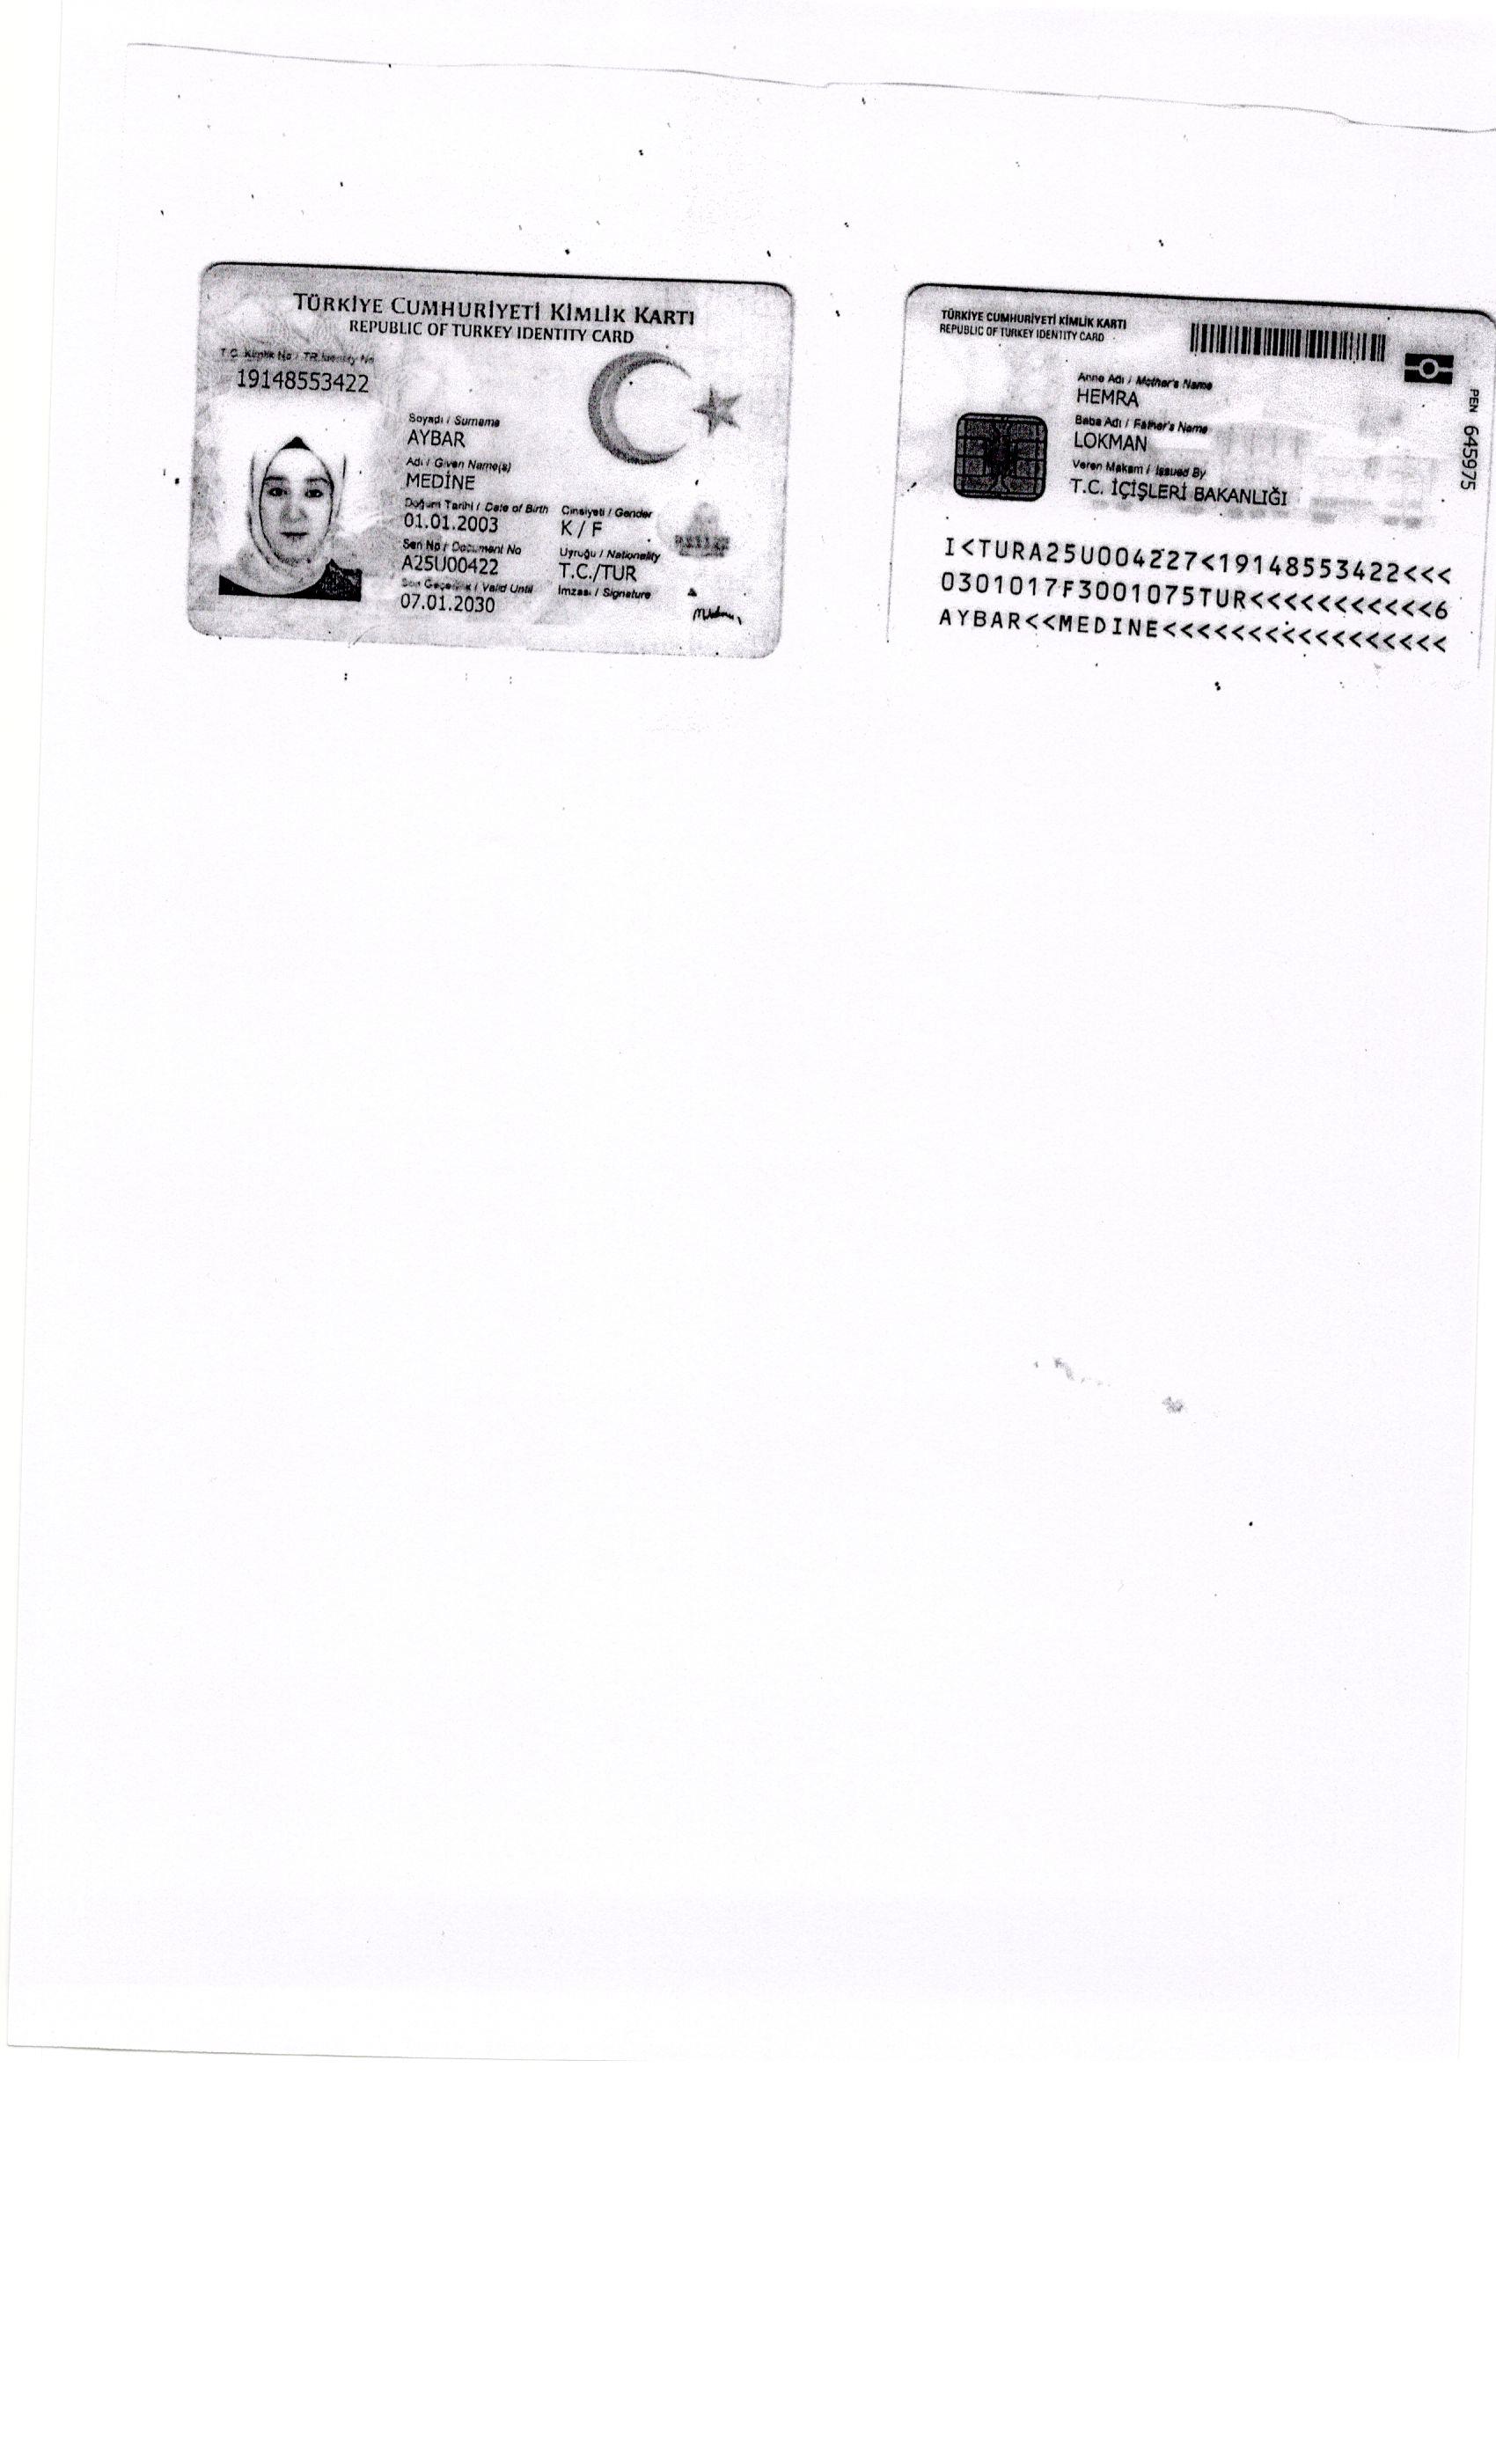 TÜRKİYE CUMHURİYETİ KİMLİK KARTI
REPUBLIC OF TURKEY IDENTITY CARD
T.C. Kimlik No / TR Identity No
19148553422
Soyadı / Surname
AYBAR
Adı / Given Name(s)
MEDİNE
Doğum Tarihi / Date of Birth
01.01.2003
Cinsiyeti / Gender
K / F
Seri No / Document No
A25U00422
Uyruğu / Nationality
T.C./TUR
Son Geçerlilik / Valid Until
07.01.2030
İmzası / Signature
TÜRKİYE CUMHURİYETİ KİMLİK KARTI
REPUBLIC OF TURKEY IDENTITY CARD
Anne Adı / Mother's Name
HEMRA
Baba Adı / Father's Name
LOKMAN
Veren Makam / Issued By
T.C. İÇİŞLERİ BAKANLIĞI
PEN 645975
I<TURA25U004227<19148553422<<<
0301017F3001075TUR<<<<<<<<<<<6
AYBAR<<MEDINE<<<<<<<<<<<<<<<<<